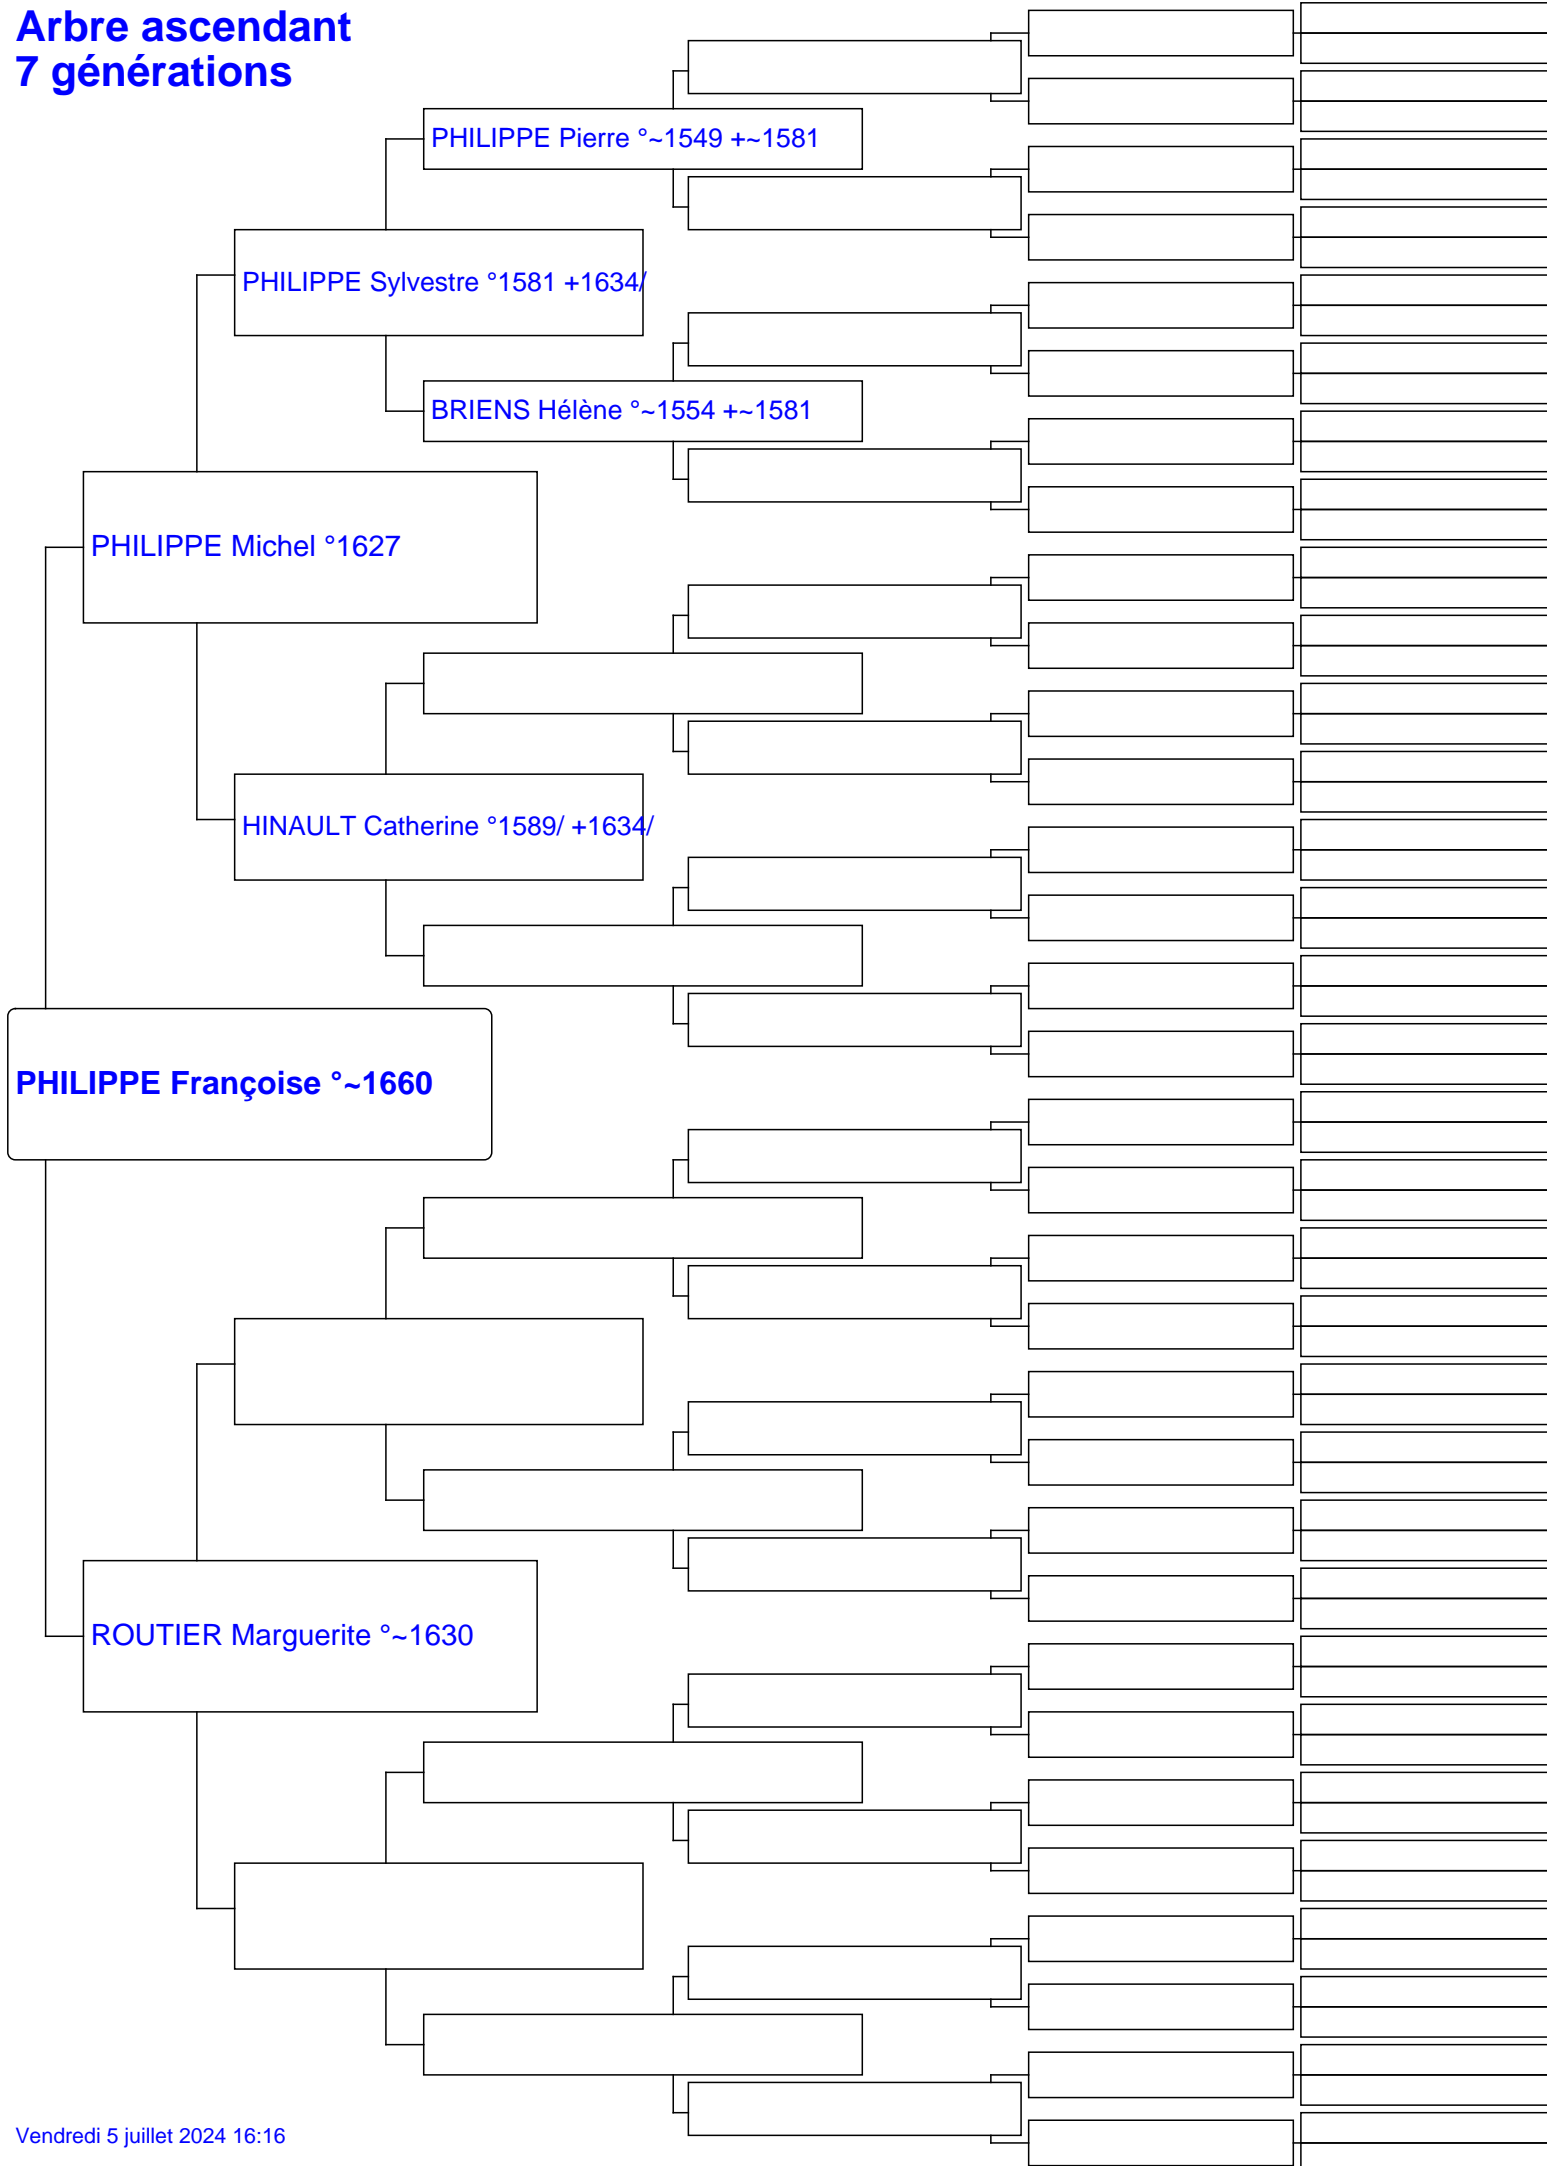 Arbre ascendant
7 générations
PHILIPPE Pierre °~1549 +~1581
PHILIPPE Sylvestre °1581 +1634/
BRIENS Hélène °~1554 +~1581
PHILIPPE Michel °1627
HINAULT Catherine °1589/ +1634/
PHILIPPE Françoise °~1660
ROUTIER Marguerite °~1630
Vendredi 5 juillet 2024 16:16